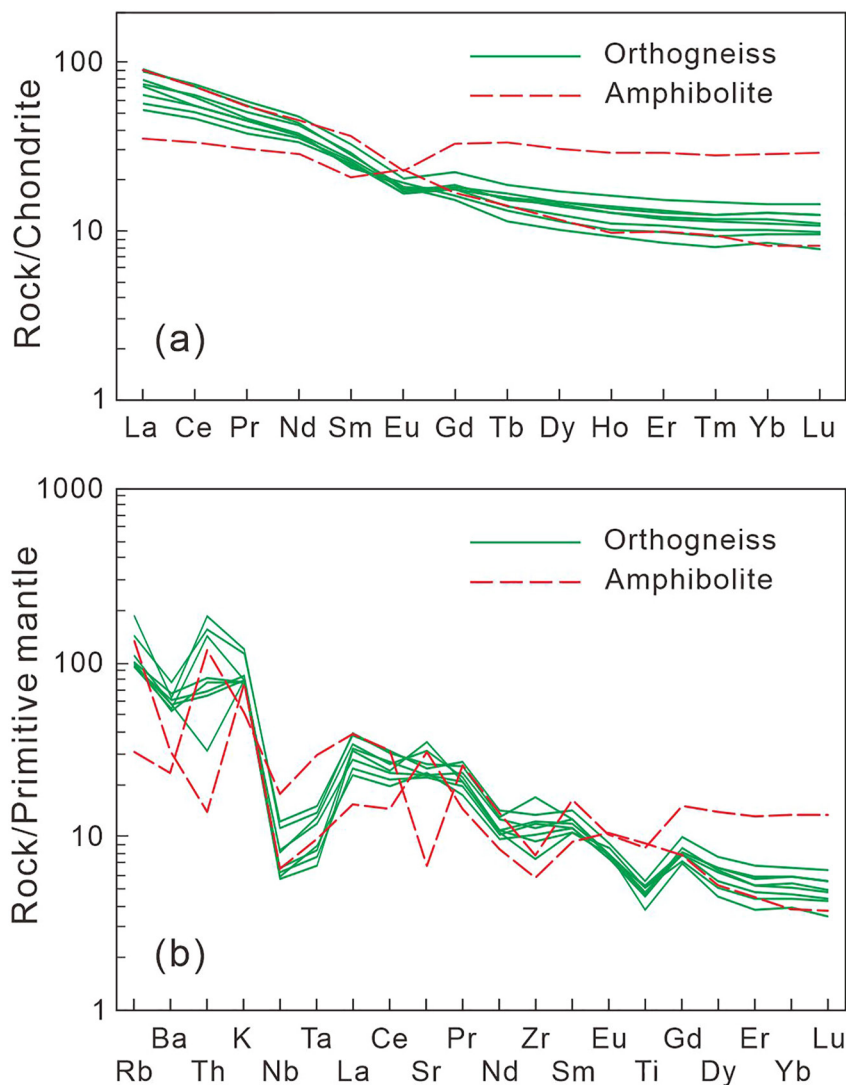 Rock/Chondrite
100
10
1
Orthogneiss
Amphibolite
(a)
La Ce Pr Nd Sm Eu Gd Tb Dy Ho Er Tm Yb Lu
Rock/Primitive mantle
1000
100
10
1
Orthogneiss
Amphibolite
(b)
Ba K Ta Ce Pr Zr Eu Gd Er Lu
Rb Th Nb La Sr Nd Sm Ti Dy Yb